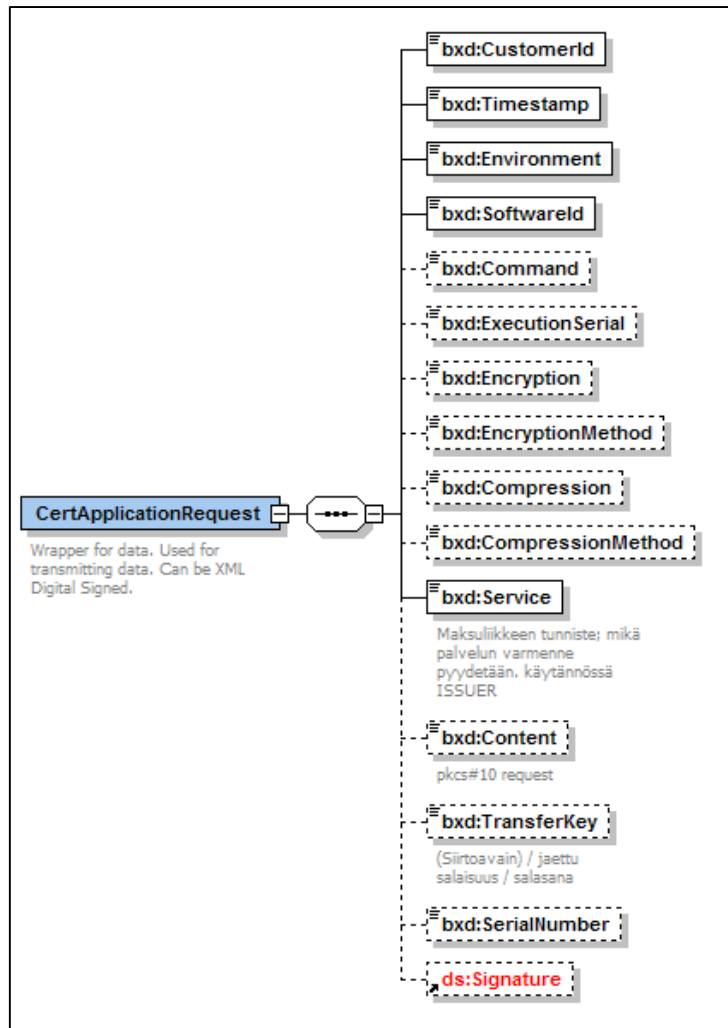 bxd:CustomerId
bxd:Timestamp
bxd:Environment
bxd:SoftwareId
bxd:Command
bxd:ExecutionSerial
bxd:Encryption
bxd:EncryptionMethod
bxd:Compression
CertApplicationRequest
Wrapper for data. Used for
transmitting data. Can be XML
Digital Signed.
bxd:CompressionMethod
bxd:Service
Maksuliikkeen tunniste; mikä
palvelun varmenne
pyydetään. käytännössä
ISSUER
bxd:Content
pkcs#10 request
bxd:TransferKey
(Siirtoavain) / jaettu
salaisuus / salasana
bxd:SerialNumber
ds:Signature